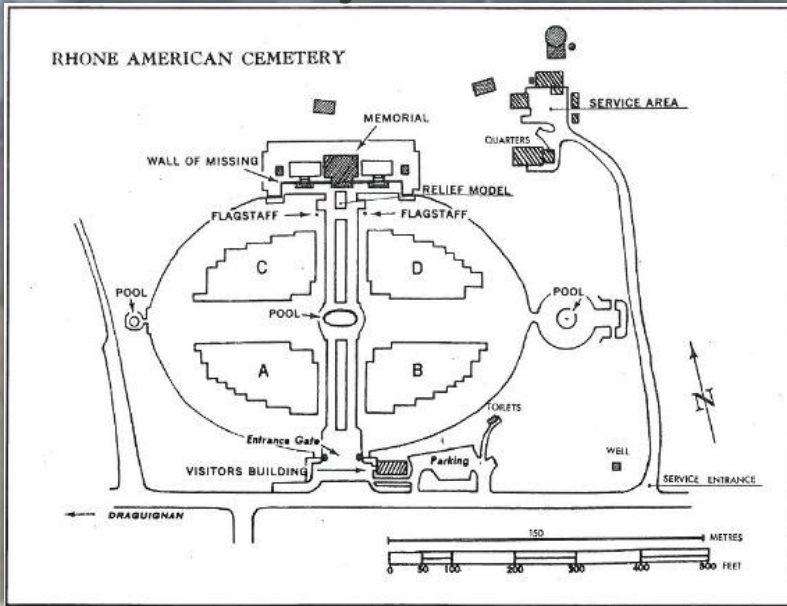 RHONE AMERICAN CEMETERY
MEMORIAL
SERVICE AREA
WALL OF MISSING
QUARTERS
RELIEF MODEL
FLAGSTAFF
FLAGSTAFF
C
D
POOL
POOL
POOL
A
B
N
TOILETS
Entrance Gate
VISITORS BUILDING
Parking
WELL
SERVICE ENTRANCE
DRAGUIGNAN
150
METRES
0 50 100 200 300 400 500 FEET